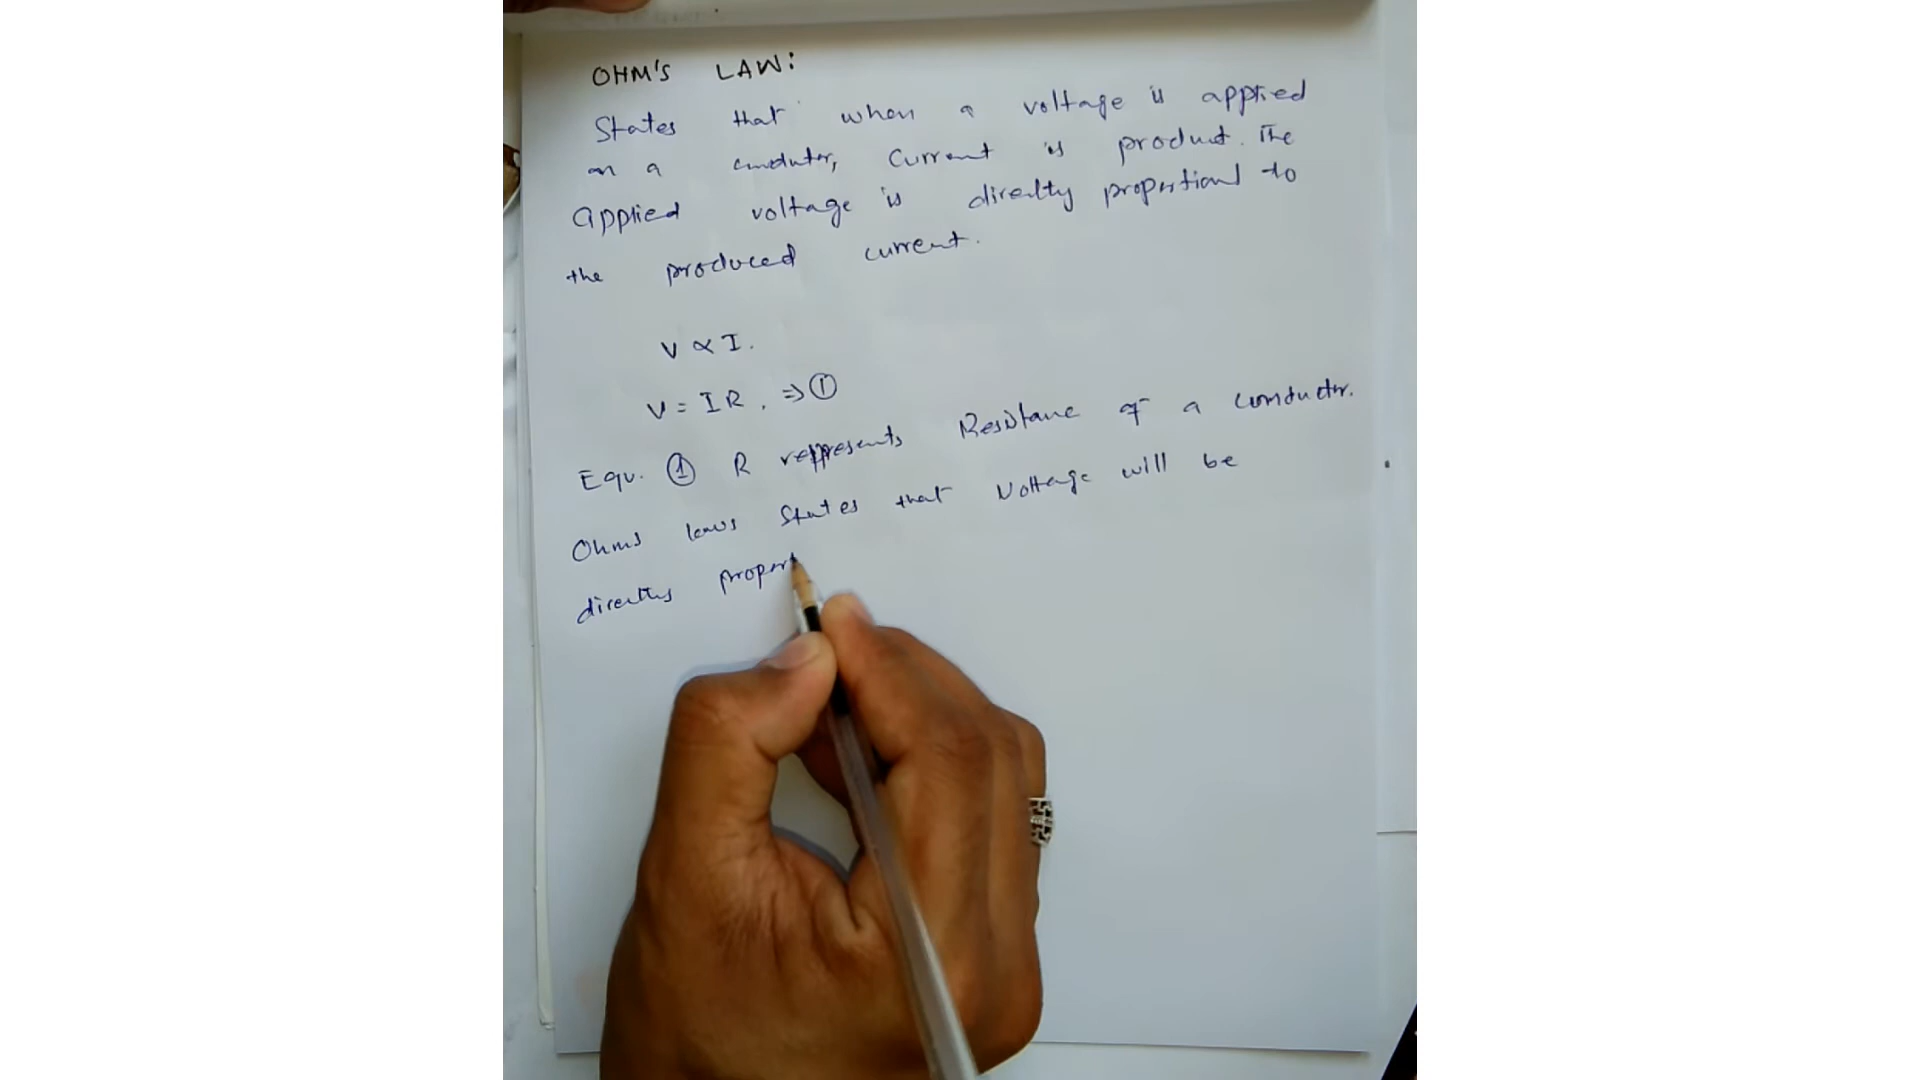 OHM'S LAW:
States that when a voltage is applied
on a conductor, Current is product. The
applied voltage is directly proportional to
the produced current.
V ∝ I.
V = IR. ⇒ ①
Equ. ① R represents Resistance of a conductor.
Ohms laws States that Voltage will be
directly proport